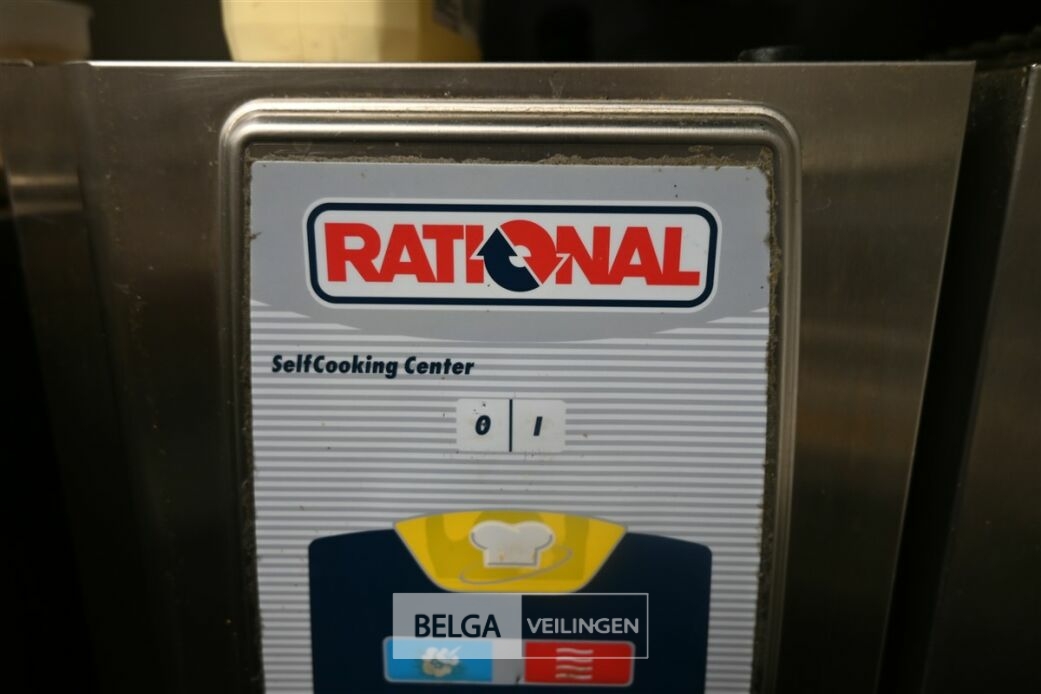 RATIONAL
SelfCooking Center
0 I
BELGA VEILINGEN